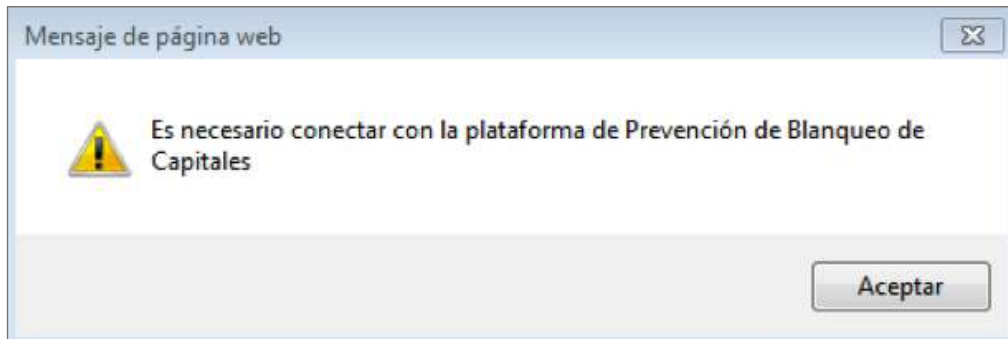 Mensaje de página web
Es necesario conectar con la plataforma de Prevención de Blanqueo de
Capitales
Aceptar